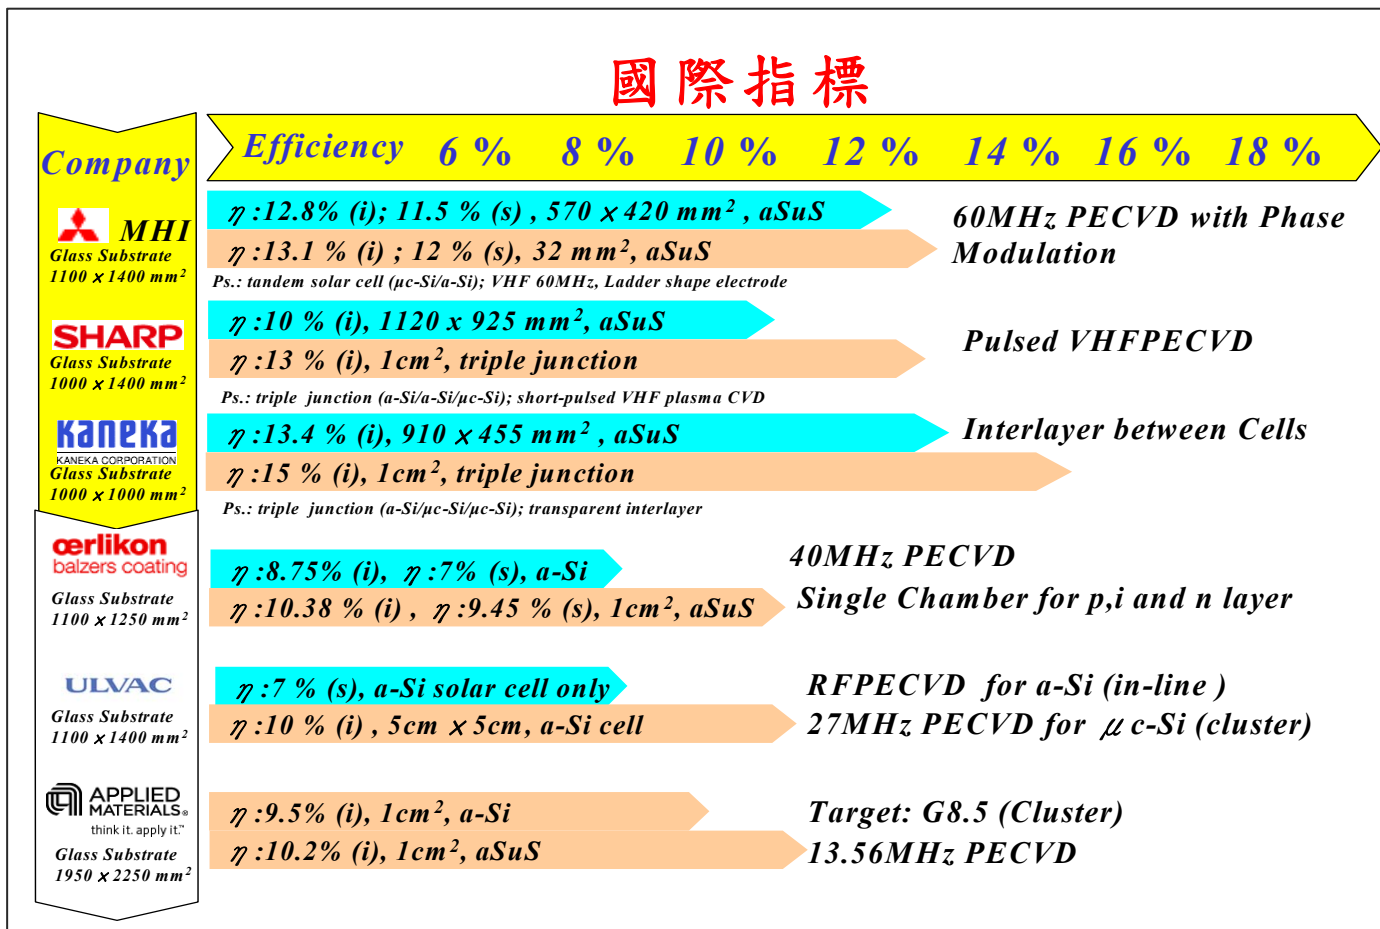 國際指標
Company
Efficiency 6 % 8 % 10 % 12 % 14 % 16 % 18 %
MHI
Glass Substrate
1100 × 1400 mm²
η :12.8% (i); 11.5 % (s) , 570 × 420 mm² , aSuS
η :13.1 % (i) ; 12 % (s), 32 mm², aSuS
Ps.: tandem solar cell (μc-Si/a-Si); VHF 60MHz, Ladder shape electrode
60MHz PECVD with Phase
Modulation
SHARP
Glass Substrate
1000 × 1400 mm²
η :10 % (i), 1120 x 925 mm², aSuS
η :13 % (i), 1cm², triple junction
Ps.: triple junction (a-Si/a-Si/μc-Si); short-pulsed VHF plasma CVD
Pulsed VHFPECVD
Kaneka
KANEKA CORPORATION
Glass Substrate
1000 × 1000 mm²
η :13.4 % (i), 910 × 455 mm² , aSuS
η :15 % (i), 1cm², triple junction
Ps.: triple junction (a-Si/μc-Si/μc-Si); transparent interlayer
Interlayer between Cells
œrlikon
balzers coating
Glass Substrate
1100 × 1250 mm²
η :8.75% (i), η :7% (s), a-Si
η :10.38 % (i) , η :9.45 % (s), 1cm², aSuS
40MHz PECVD
Single Chamber for p,i and n layer
ULVAC
Glass Substrate
1100 × 1400 mm²
η :7 % (s), a-Si solar cell only
η :10 % (i) , 5cm × 5cm, a-Si cell
RFPECVD for a-Si (in-line )
27MHz PECVD for μ c-Si (cluster)
APPLIED
MATERIALS®
think it. apply it.™
Glass Substrate
1950 × 2250 mm²
η :9.5% (i), 1cm², a-Si
η :10.2% (i), 1cm², aSuS
Target: G8.5 (Cluster)
13.56MHz PECVD